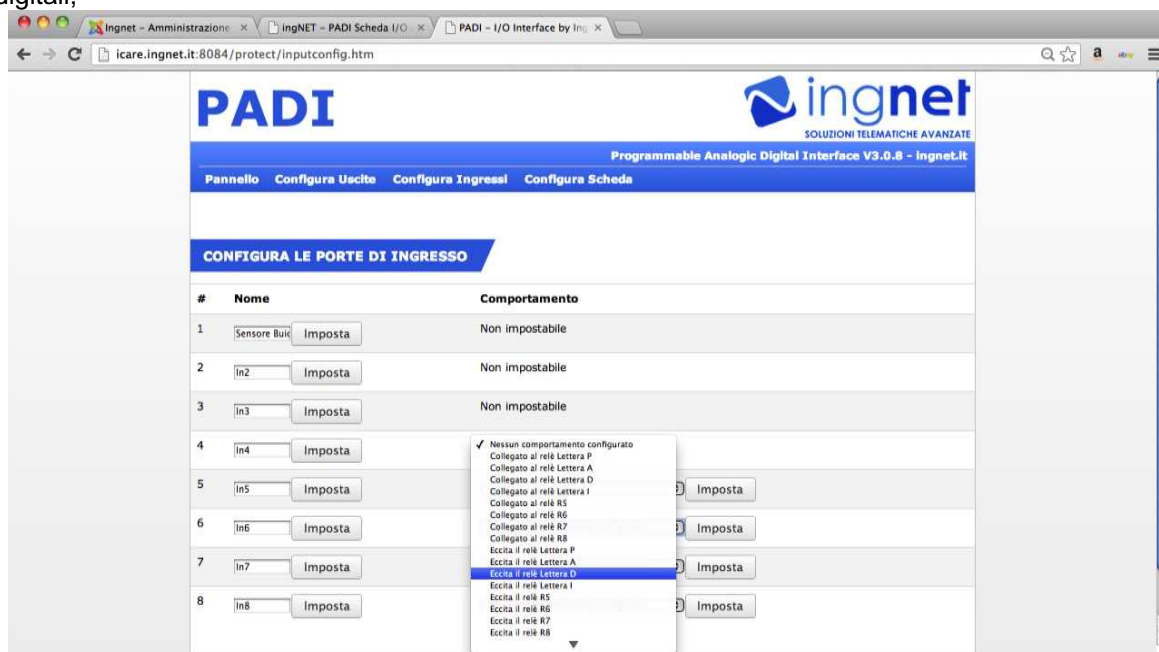 digitali;
Ingnet – Amministrazione
ingNET – PADI Scheda I/O
PADI – I/O Interface by Ing
icare.ingnet.it:8084/protect/inputconfig.htm
PADI
ingnet
SOLUZIONI TELEMATICHE AVANZATE
Programmable Analogic Digital Interface V3.0.8 – ingnet.it
Pannello Configura Uscite Configura Ingressi Configura Scheda
CONFIGURA LE PORTE DI INGRESSO
# Nome Comportamento
1 Sensore Buio Imposta Non impostabile
2 In2 Imposta Non impostabile
3 In3 Imposta Non impostabile
4 In4 Imposta
5 In5 Imposta Imposta
6 In6 Imposta Imposta
7 In7 Imposta Imposta
8 In8 Imposta Imposta
✓ Nessun comportamento configurato
Collegato al relè Lettera P
Collegato al relè Lettera A
Collegato al relè Lettera D
Collegato al relè Lettera I
Collegato al relè R5
Collegato al relè R6
Collegato al relè R7
Collegato al relè R8
Eccita il relè Lettera P
Eccita il relè Lettera A
Eccita il relè Lettera D
Eccita il relè Lettera I
Eccita il relè R5
Eccita il relè R6
Eccita il relè R7
Eccita il relè R8